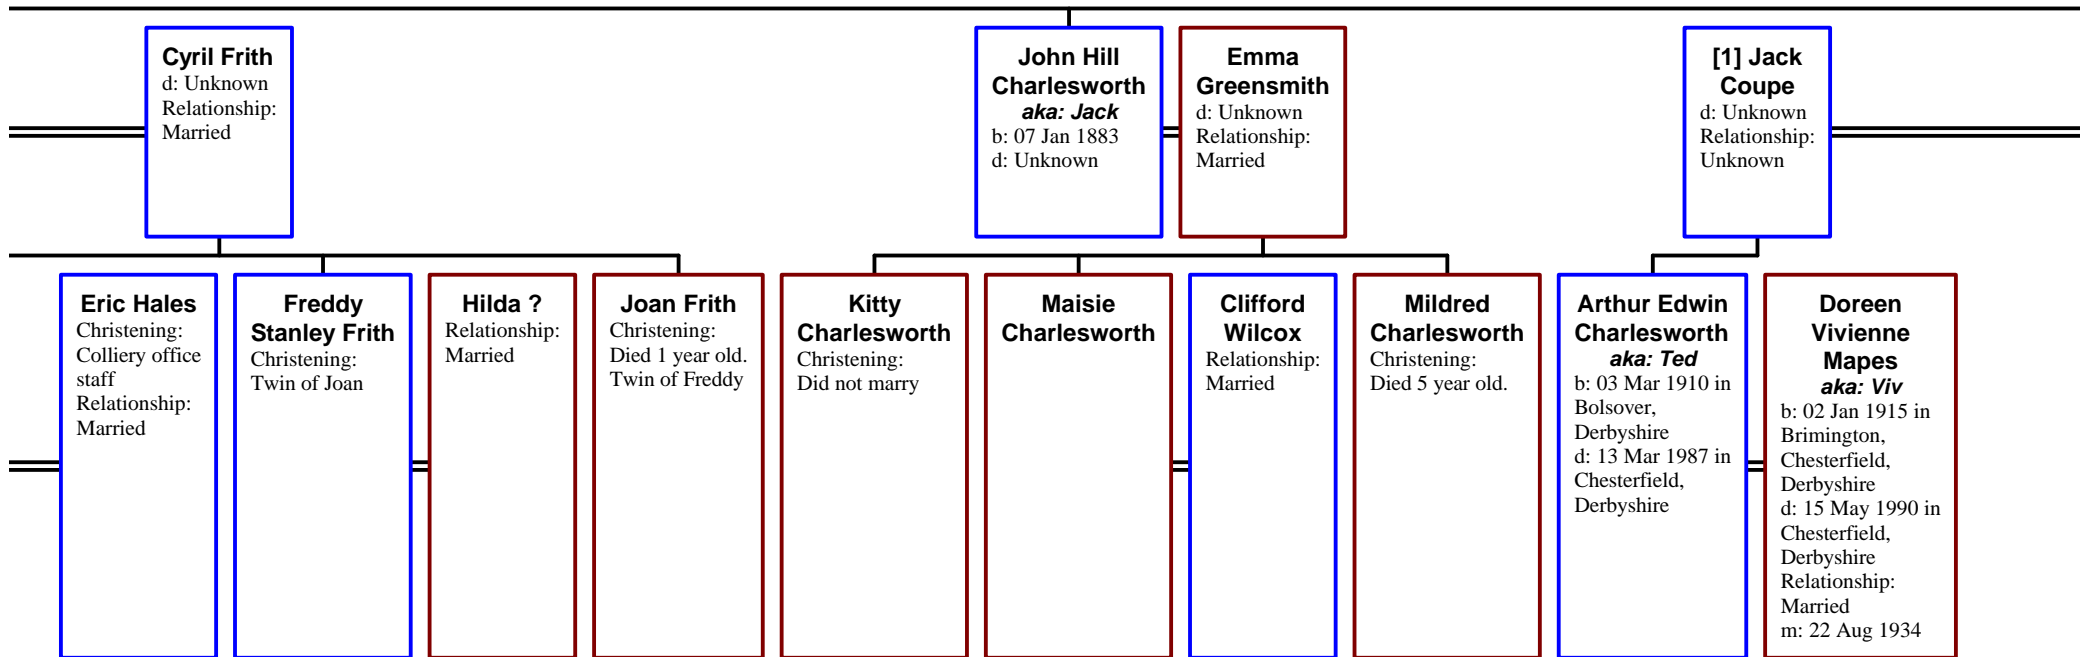 Cyril Frith
d: Unknown
Relationship:
Married
John Hill
Charlesworth
aka: Jack
b: 07 Jan 1883
d: Unknown
Emma
Greensmith
d: Unknown
Relationship:
Married
[1] Jack
Coupe
d: Unknown
Relationship:
Unknown
Eric Hales
Christening:
Colliery office
staff
Relationship:
Married
Freddy
Stanley Frith
Christening:
Twin of Joan
Hilda ?
Relationship:
Married
Joan Frith
Christening:
Died 1 year old.
Twin of Freddy
Kitty
Charlesworth
Christening:
Did not marry
Maisie
Charlesworth
Clifford
Wilcox
Relationship:
Married
Mildred
Charlesworth
Christening:
Died 5 year old.
Arthur Edwin
Charlesworth
aka: Ted
b: 03 Mar 1910 in
Bolsover,
Derbyshire
d: 13 Mar 1987 in
Chesterfield,
Derbyshire
Doreen
Vivienne
Mapes
aka: Viv
b: 02 Jan 1915 in
Brimington,
Chesterfield,
Derbyshire
d: 15 May 1990 in
Chesterfield,
Derbyshire
Relationship:
Married
m: 22 Aug 1934